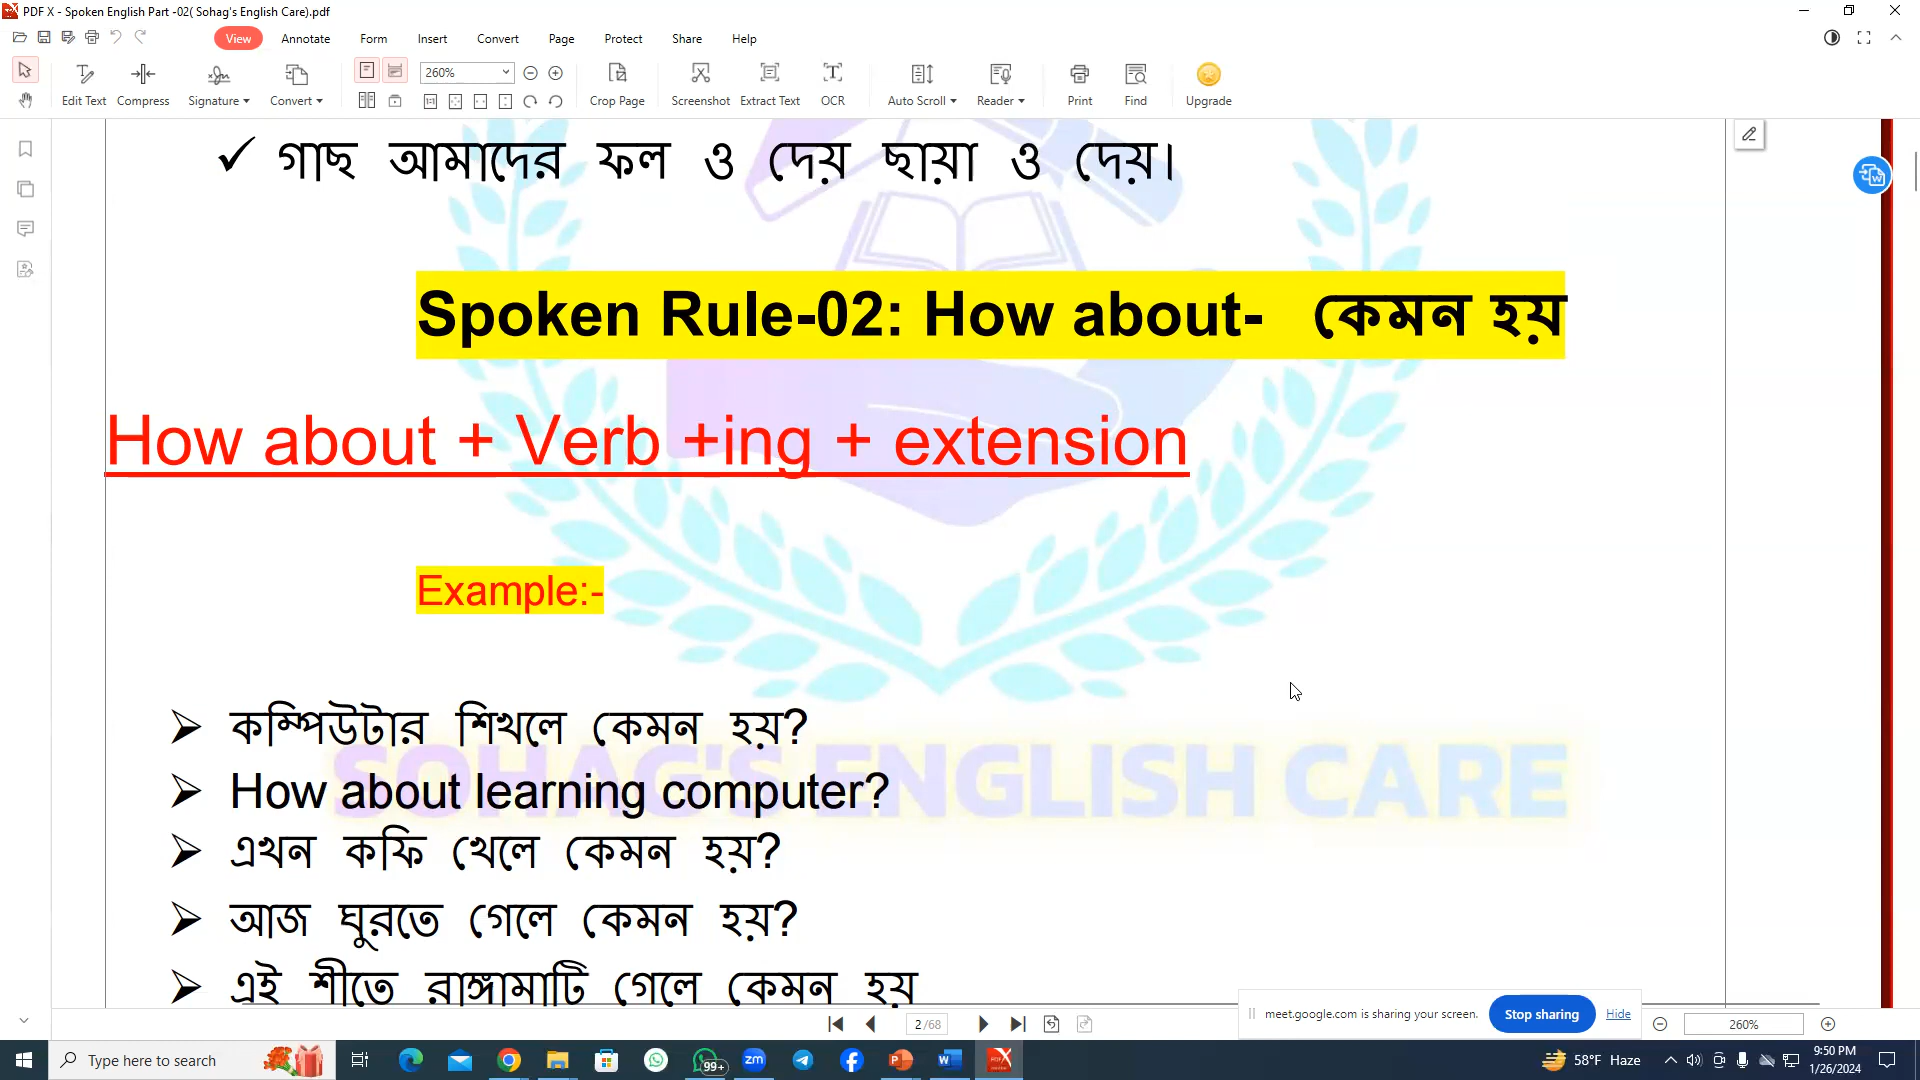 PDF X - Spoken English Part -02( Sohag's English Care).pdf
View Annotate Form Insert Convert Page Protect Share Help
260%
Edit Text Compress Signature Convert Crop Page Screenshot Extract Text OCR Auto Scroll Reader Print Find Upgrade
✓ গাছ আমাদের ফল ও দেয় ছায়া ও দেয়।
Spoken Rule-02: How about- কেমন হয়
How about + Verb +ing + extension
Example:-
➢ কম্পিউটার শিখলে কেমন হয়?
SOHAG'S ENGLISH CARE
➢ How about learning computer?
➢ এখন কফি খেলে কেমন হয়?
➢ আজ ঘুরতে গেলে কেমন হয়?
➢ এই শীতে রাঙ্গামাটি গেলে কেমন হয়
2 /68
meet.google.com is sharing your screen. Stop sharing Hide
260%
Type here to search
99+
zm
58°F Haze
9:50 PM
1/26/2024